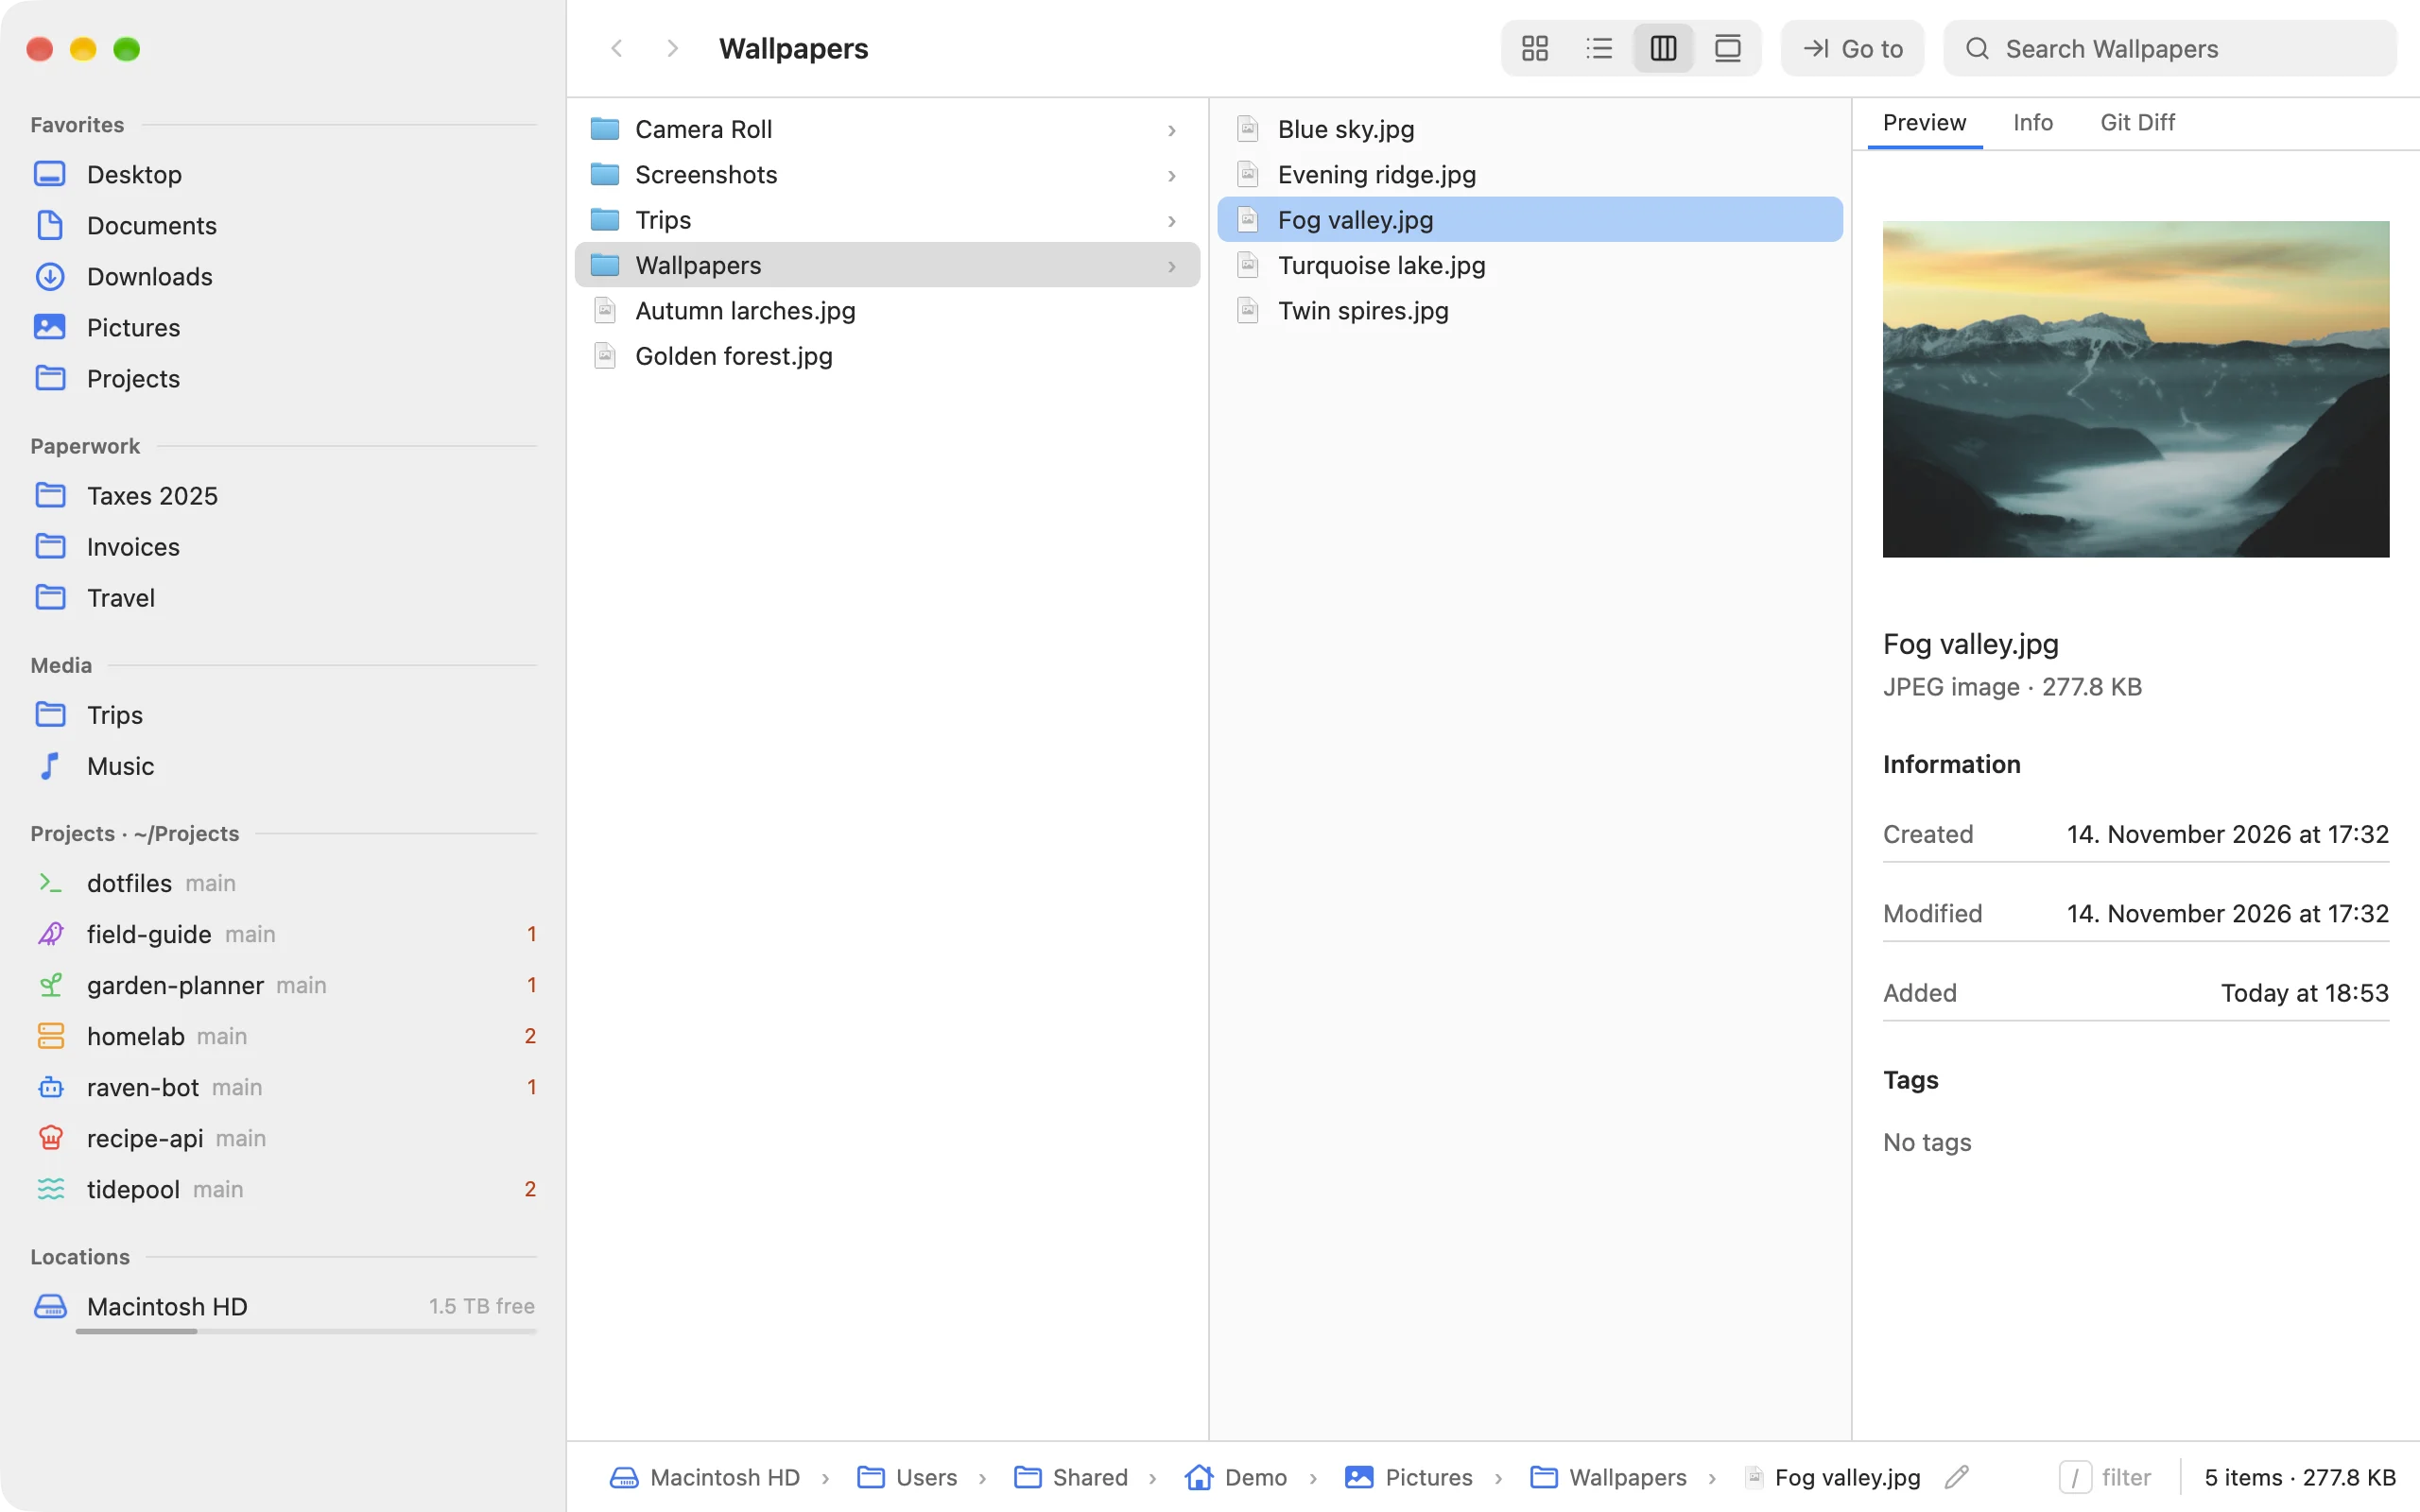 Wallpapers
Go to
Search Wallpapers
Favorites
Desktop
Documents
Downloads
Pictures
Projects
Paperwork
Taxes 2025
Invoices
Travel
Media
Trips
Music
Projects · ~/Projects
dotfiles main
field-guide main 1
garden-planner main 1
homelab main 2
raven-bot main 1
recipe-api main
tidepool main 2
Locations
Macintosh HD 1.5 TB free
Camera Roll
Screenshots
Trips
Wallpapers
Autumn larches.jpg
Golden forest.jpg
Blue sky.jpg
Evening ridge.jpg
Fog valley.jpg
Turquoise lake.jpg
Twin spires.jpg
Preview Info Git Diff
Fog valley.jpg
JPEG image · 277.8 KB
Information
Created 14. November 2026 at 17:32
Modified 14. November 2026 at 17:32
Added Today at 18:53
Tags
No tags
Macintosh HD › Users › Shared › Demo › Pictures › Wallpapers › Fog valley.jpg
/ filter
5 items · 277.8 KB